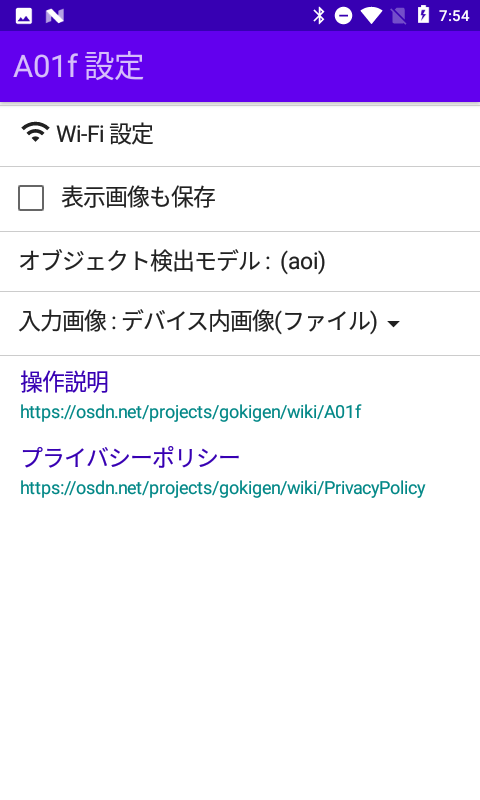 7:54
A01f 設定
Wi-Fi 設定
表示画像も保存
オブジェクト検出モデル : (aoi)
入力画像 : デバイス内画像(ファイル)
操作説明
https://osdn.net/projects/gokigen/wiki/A01f
プライバシーポリシー
https://osdn.net/projects/gokigen/wiki/PrivacyPolicy